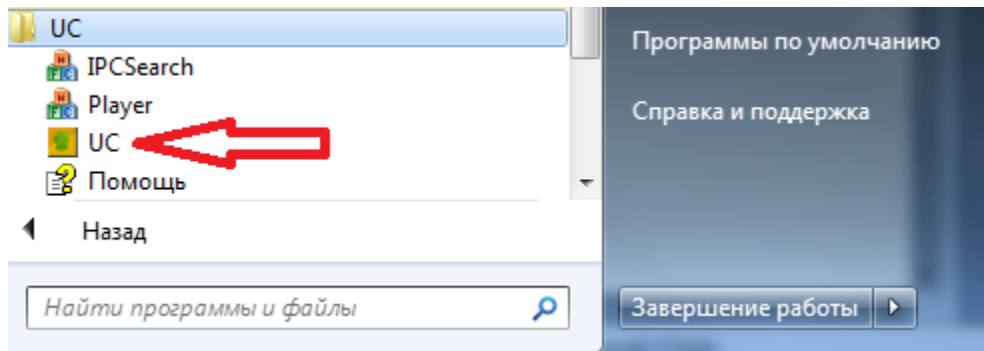 UC
IPCSearch
Player
UC
Помощь
Назад
Найти программы и файлы
Программы по умолчанию
Справка и поддержка
Завершение работы